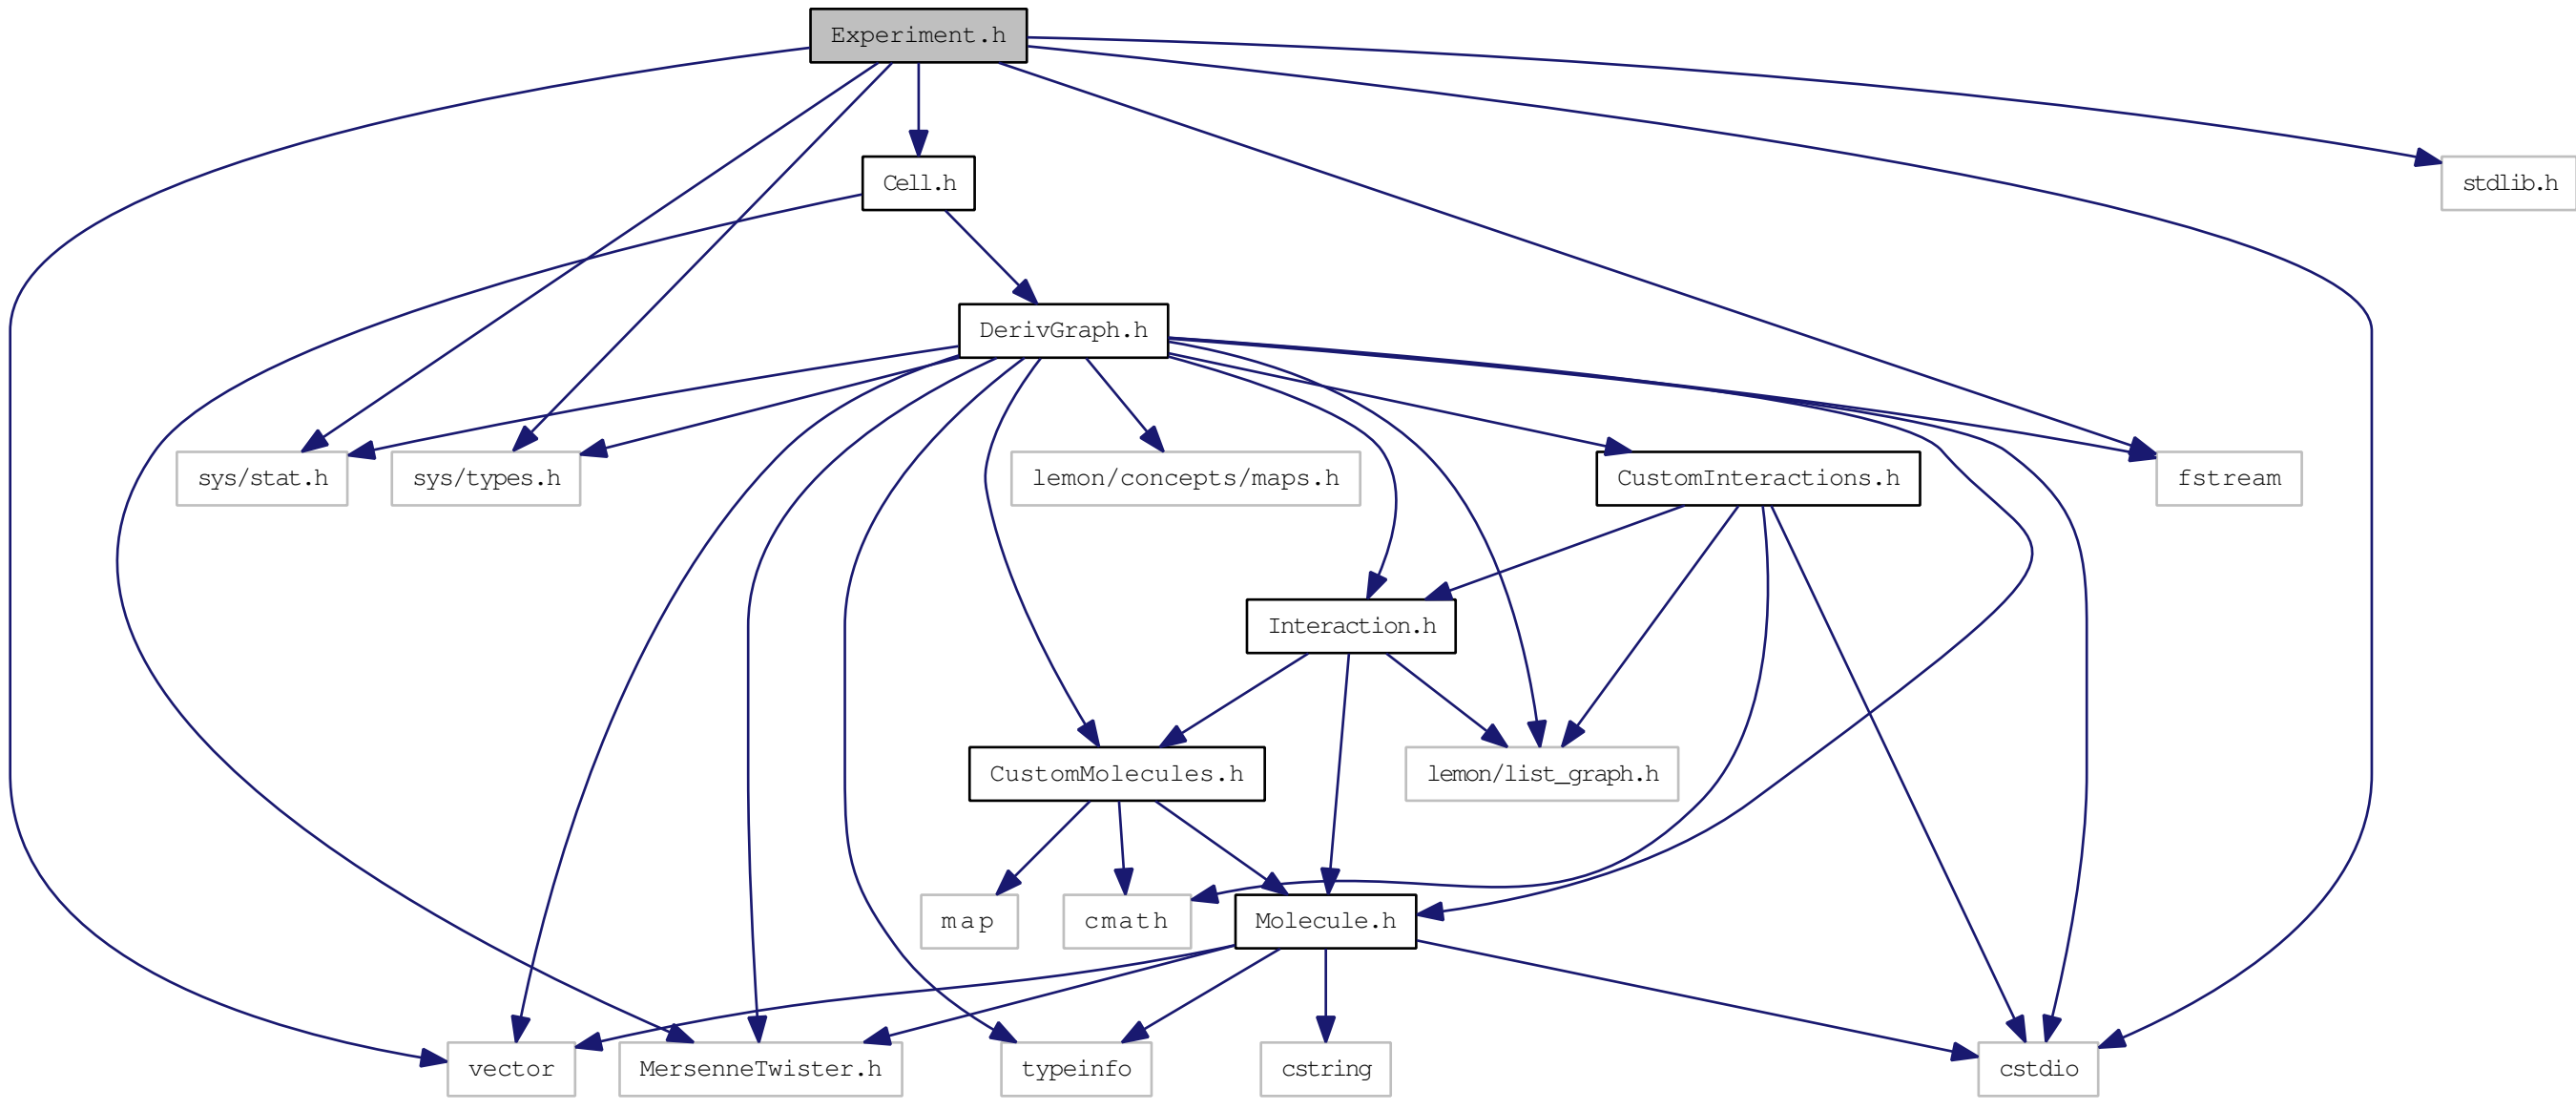 Experiment.h
Cell.h
stdlib.h
DerivGraph.h
sys/stat.h
sys/types.h
lemon/concepts/maps.h
CustomInteractions.h
fstream
Interaction.h
CustomMolecules.h
lemon/list_graph.h
map
cmath
Molecule.h
vector
MersenneTwister.h
typeinfo
cstring
cstdio